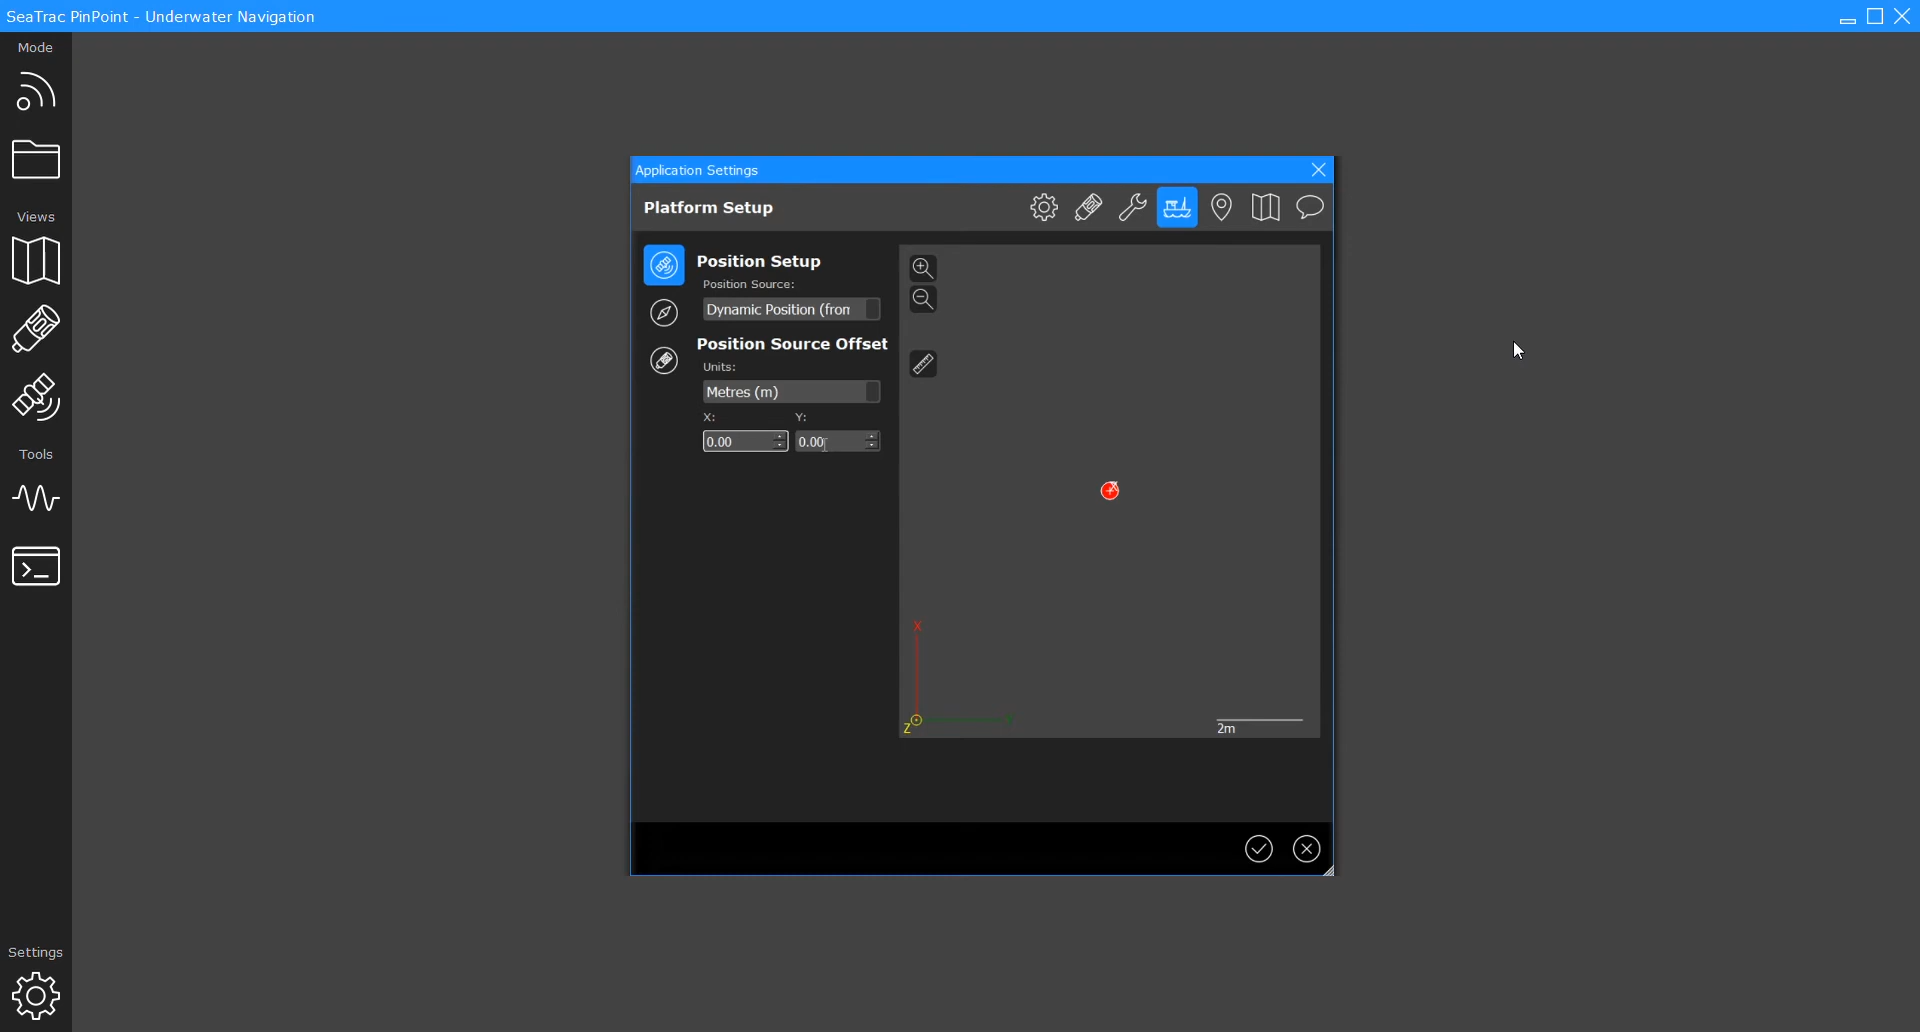 SeaTrac PinPoint - Underwater Navigation
Mode
Views
Tools
Settings
Application Settings
Platform Setup
Position Setup
Position Source:
Dynamic Position (from
Position Source Offset
Units:
Metres (m)
X: Y:
0.00 0.00
X
X
Y
Z
2m